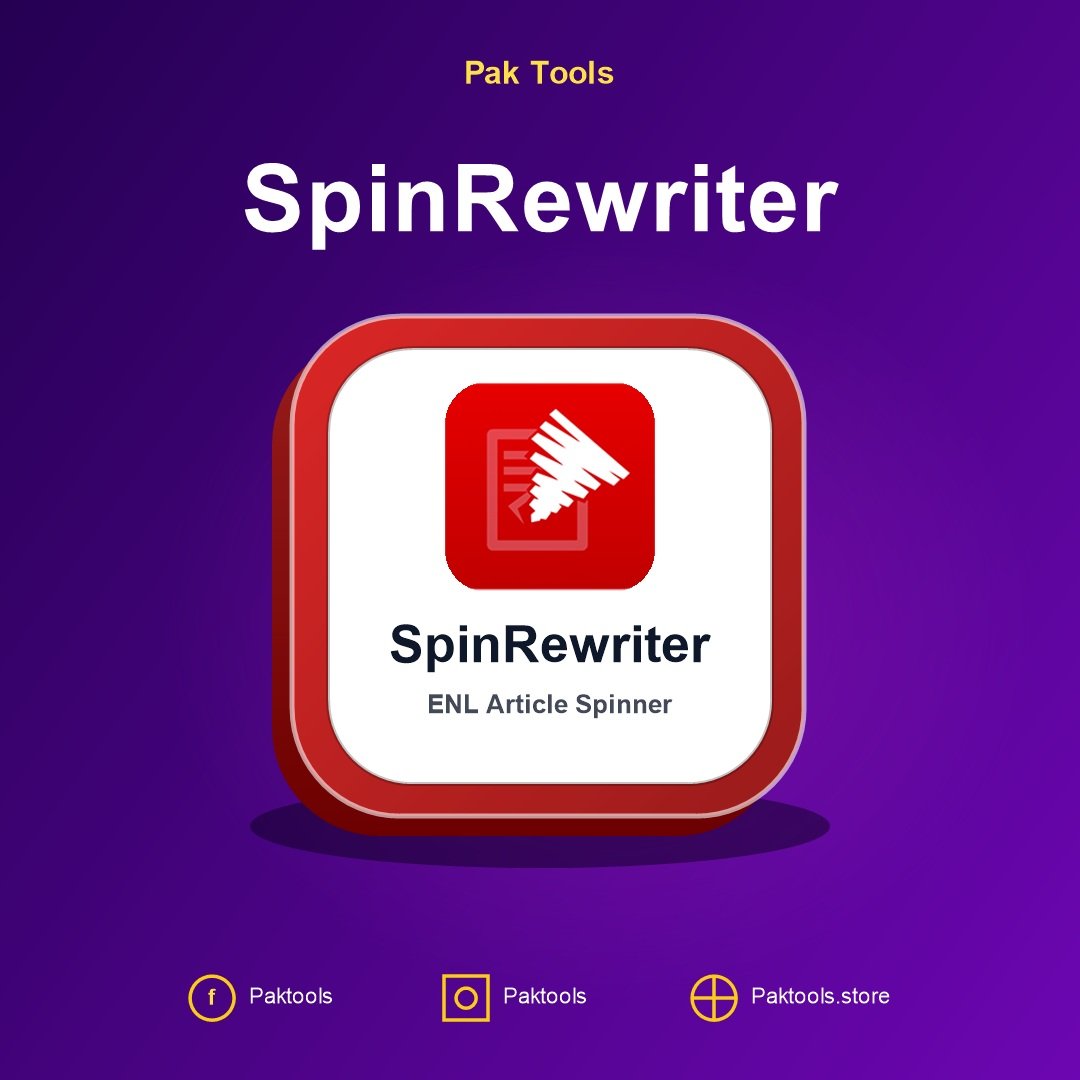 Pak Tools
SpinRewriter
SpinRewriter
ENL Article Spinner
f Paktools
Paktools
Paktools.store